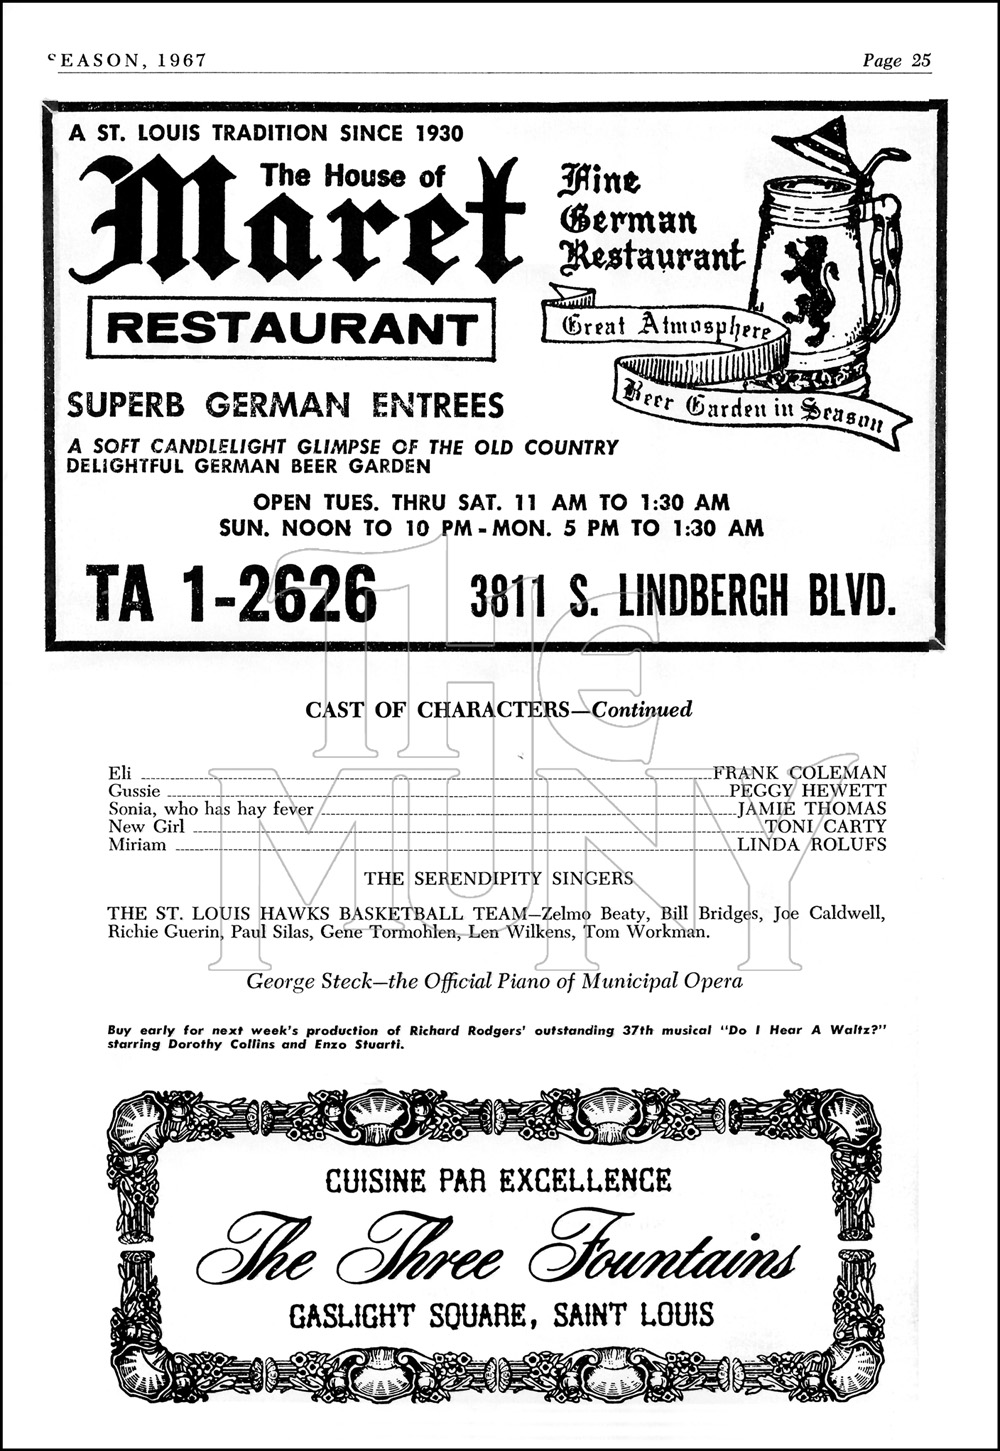 SEASON, 1967
Page 25
A ST. LOUIS TRADITION SINCE 1930
The House of
Maret
RESTAURANT
Fine
German
Restaurant
Great Atmosphere
Beer Garden in Season
SUPERB GERMAN ENTREES
A SOFT CANDLELIGHT GLIMPSE OF THE OLD COUNTRY
DELIGHTFUL GERMAN BEER GARDEN
OPEN TUES. THRU SAT. 11 AM TO 1:30 AM
SUN. NOON TO 10 PM - MON. 5 PM TO 1:30 AM
TA 1-2626
3811 S. LINDBERGH BLVD.
THE
MUNY
CAST OF CHARACTERS—Continued
Eli FRANK COLEMAN
Gussie PEGGY HEWETT
Sonia, who has hay fever JAMIE THOMAS
New Girl TONI CARTY
Miriam LINDA ROLUFS
THE SERENDIPITY SINGERS
THE ST. LOUIS HAWKS BASKETBALL TEAM—Zelmo Beaty, Bill Bridges, Joe Caldwell,
Richie Guerin, Paul Silas, Gene Tormohlen, Len Wilkens, Tom Workman.
George Steck—the Official Piano of Municipal Opera
Buy early for next week's production of Richard Rodgers' outstanding 37th musical "Do I Hear A Waltz?"
starring Dorothy Collins and Enzo Stuarti.
CUISINE PAR EXCELLENCE
The Three Fountains
GASLIGHT SQUARE, SAINT LOUIS